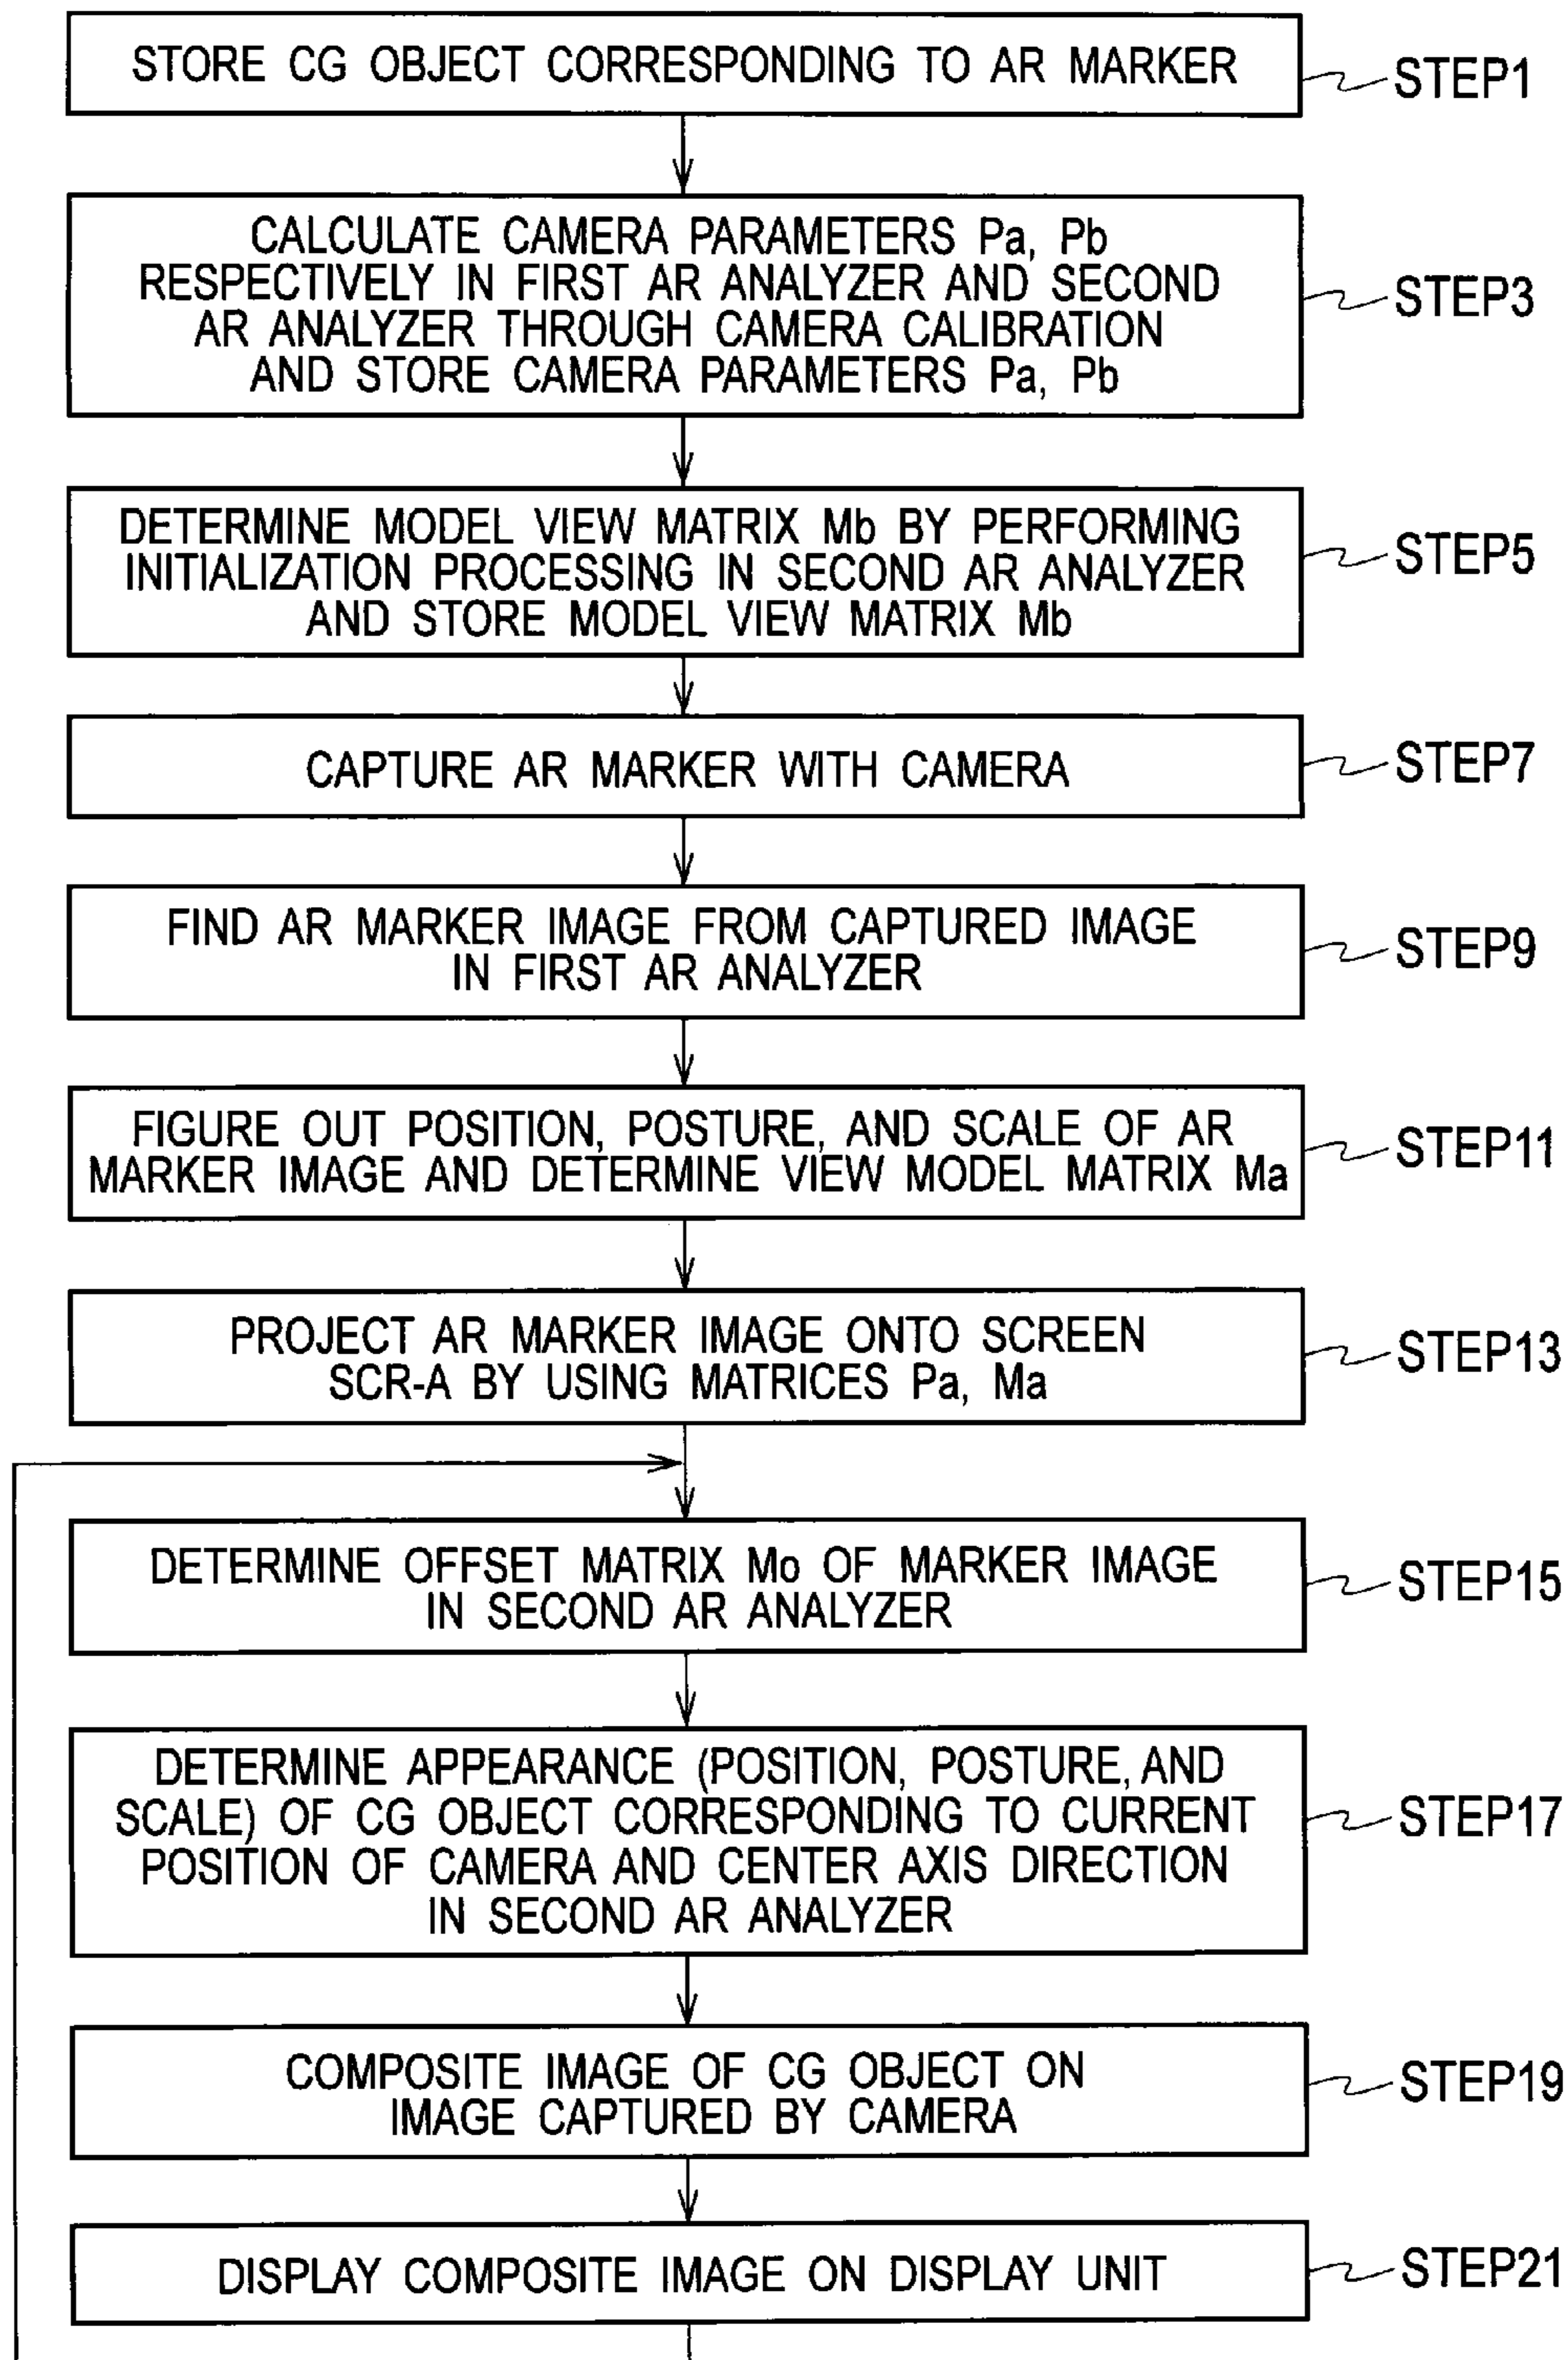 STORE CG OBJECT CORRESPONDING TO AR MARKER
STEP1
CALCULATE CAMERA PARAMETERS Pa, Pb
RESPECTIVELY IN FIRST AR ANALYZER AND SECOND
AR ANALYZER THROUGH CAMERA CALIBRATION
AND STORE CAMERA PARAMETERS Pa, Pb
STEP3
DETERMINE MODEL VIEW MATRIX Mb BY PERFORMING
INITIALIZATION PROCESSING IN SECOND AR ANALYZER
AND STORE MODEL VIEW MATRIX Mb
STEP5
CAPTURE AR MARKER WITH CAMERA
STEP7
FIND AR MARKER IMAGE FROM CAPTURED IMAGE
IN FIRST AR ANALYZER
STEP9
FIGURE OUT POSITION, POSTURE, AND SCALE OF AR
MARKER IMAGE AND DETERMINE VIEW MODEL MATRIX Ma
STEP11
PROJECT AR MARKER IMAGE ONTO SCREEN
SCR-A BY USING MATRICES Pa, Ma
STEP13
DETERMINE OFFSET MATRIX Mo OF MARKER IMAGE
IN SECOND AR ANALYZER
STEP15
DETERMINE APPEARANCE (POSITION, POSTURE, AND
SCALE) OF CG OBJECT CORRESPONDING TO CURRENT
POSITION OF CAMERA AND CENTER AXIS DIRECTION
IN SECOND AR ANALYZER
STEP17
COMPOSITE IMAGE OF CG OBJECT ON
IMAGE CAPTURED BY CAMERA
STEP19
DISPLAY COMPOSITE IMAGE ON DISPLAY UNIT
STEP21